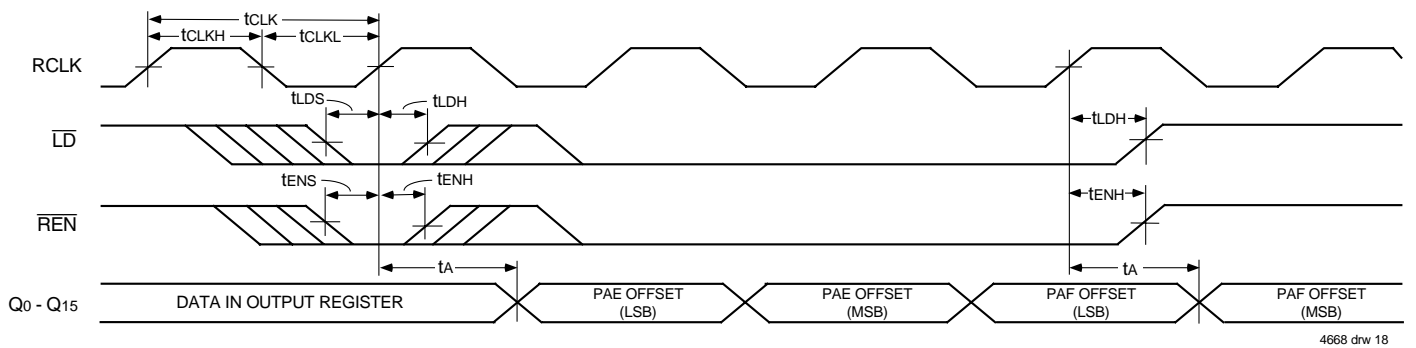 tCLK
tCLKH
tCLKL
RCLK
tLDS
tLDH
tLDH
LD
tENS
tENH
tENH
REN
tA
tA
Q0 - Q15
DATA IN OUTPUT REGISTER
PAE OFFSET
(LSB)
PAE OFFSET
(MSB)
PAF OFFSET
(LSB)
PAF OFFSET
(MSB)
4668 drw 18